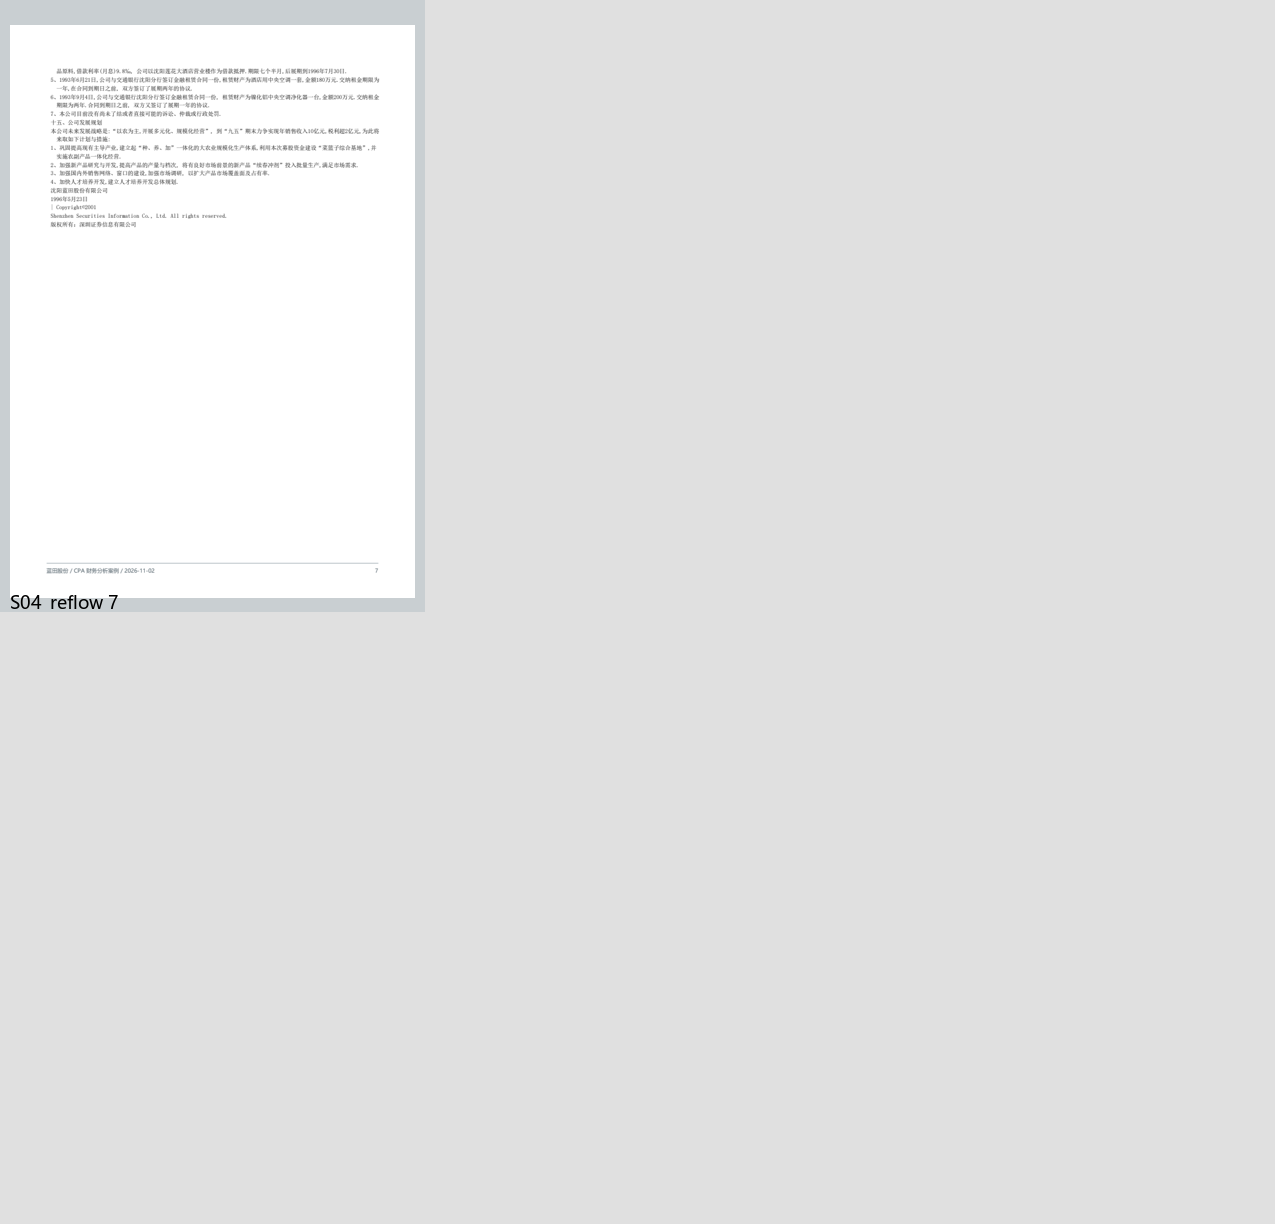 品原料,借款利率(月息)9.8‰, 公司以沈阳莲花大酒店营业楼作为借款抵押.期限七个半月,后展期到1996年7月30日.
5、1993年6月21日,公司与交通银行沈阳分行签订金融租赁合同一份,租赁财产为酒店用中央空调一套,金额180万元.交纳租金期限为
一年,在合同到期日之前, 双方签订了展期两年的协议.
6、1993年9月4日,公司与交通银行沈阳分行签订金融租赁合同一份, 租赁财产为溴化铝中央空调净化器一台,金额200万元.交纳租金
期限为两年.合同到期日之前, 双方又签订了展期一年的协议.
7、本公司目前没有尚未了结或者直接可能的诉讼、仲裁或行政处罚.
十五、公司发展规划
本公司未来发展战略是:“以农为主,开展多元化、规模化经营”, 到“九五”期末力争实现年销售收入10亿元,税利超2亿元,为此将
采取如下计划与措施:
1、巩固提高现有主导产业,建立起“种、养、加”一体化的大农业规模化生产体系,利用本次募股资金建设“菜篮子综合基地”,并
实施农副产品一体化经营.
2、加强新产品研究与开发,提高产品的产量与档次, 将有良好市场前景的新产品“ 春冲剂”投入批量生产,满足市场需求.
3、加强国内外销售网络、窗口的建设,加强市场调研, 以扩大产品市场覆盖面及占有率.
4、加快人才培养开发,建立人才培养开发总体规划.
沈阳蓝田股份有限公司
1996年5月23日
| Copyright©2001
Shenzhen Securities Information Co., Ltd. All rights reserved.
版权所有: 深圳证券信息有限公司
蓝田股份 / CPA 财务分析案例 / 2026-11-02
7
S04 reflow 7